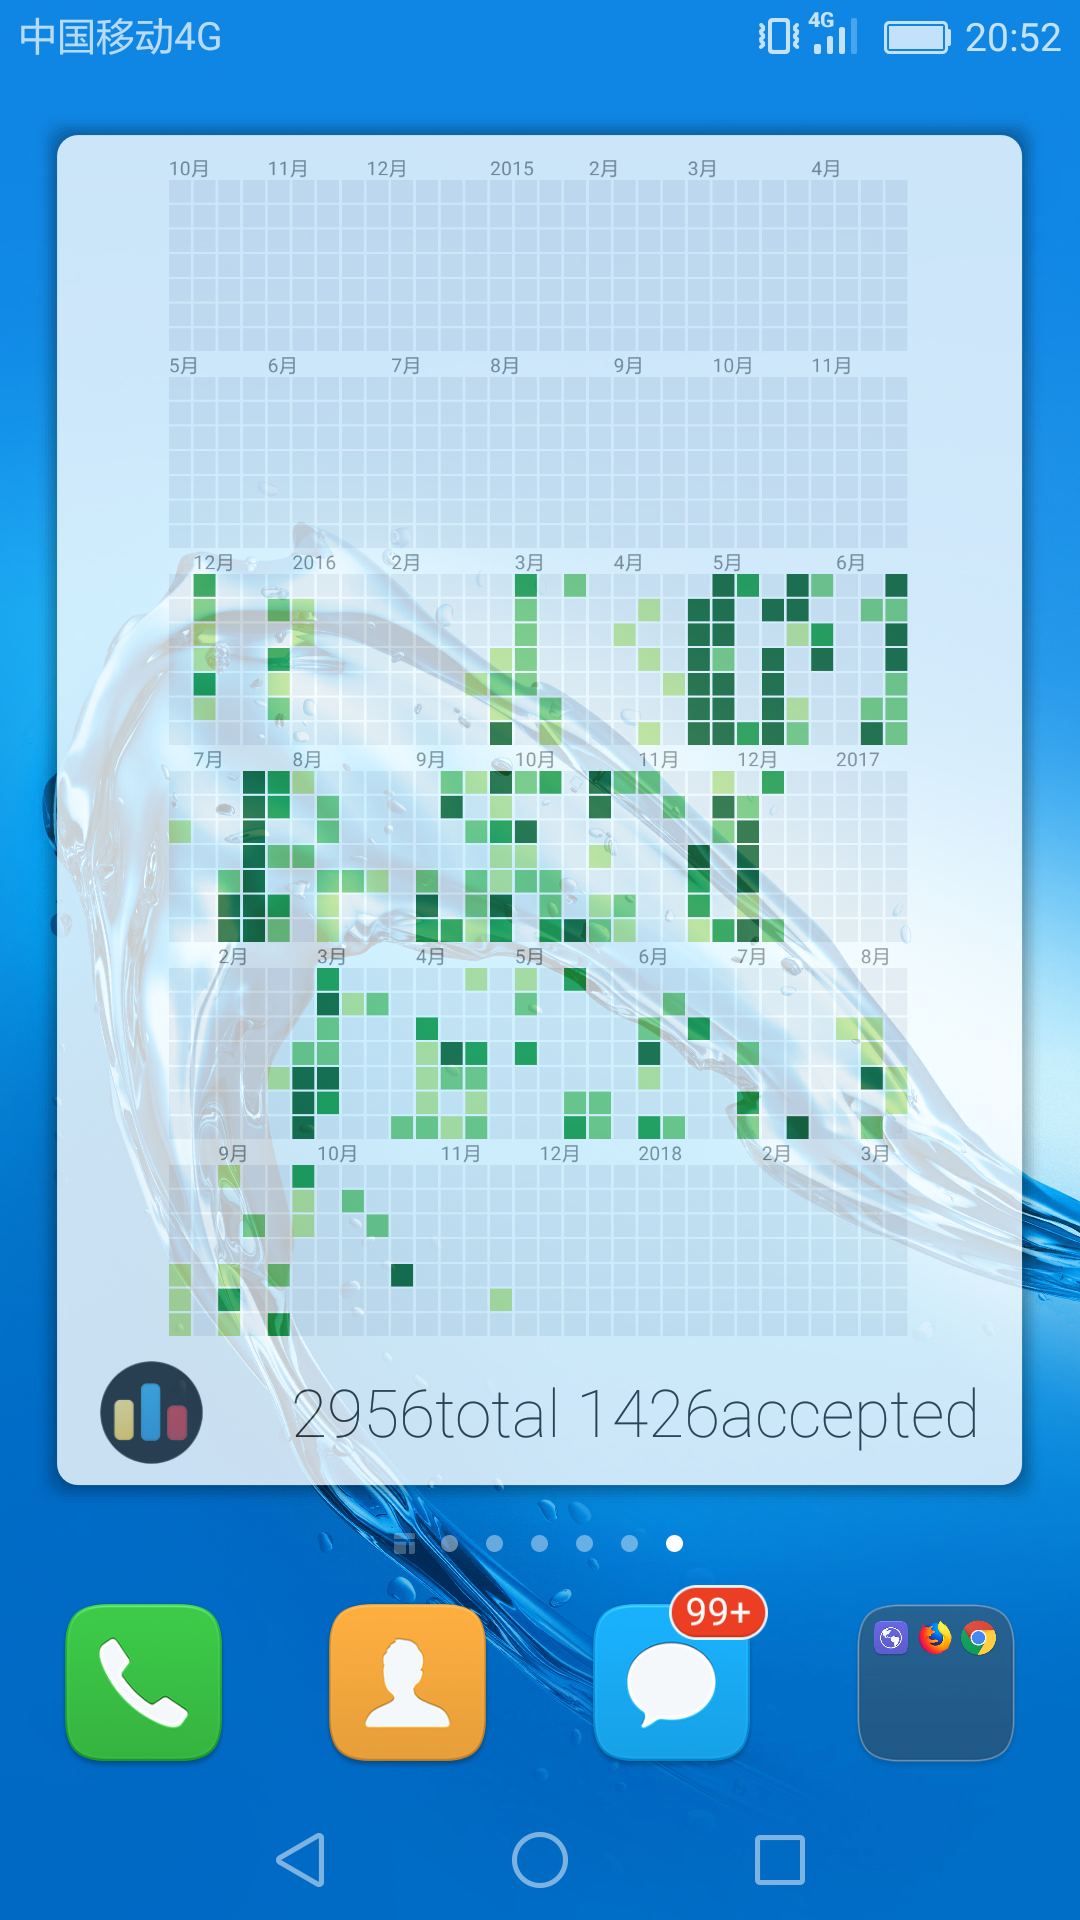 中国移动4G 4G 20:52
10月 11月 12月 2015 2月 3月 4月
5月 6月 7月 8月 9月 10月 11月
12月 2016 2月 3月 4月 5月 6月
7月 8月 9月 10月 11月 12月 2017
2月 3月 4月 5月 6月 7月 8月
9月 10月 11月 12月 2018 2月 3月
2956total 1426accepted
99+